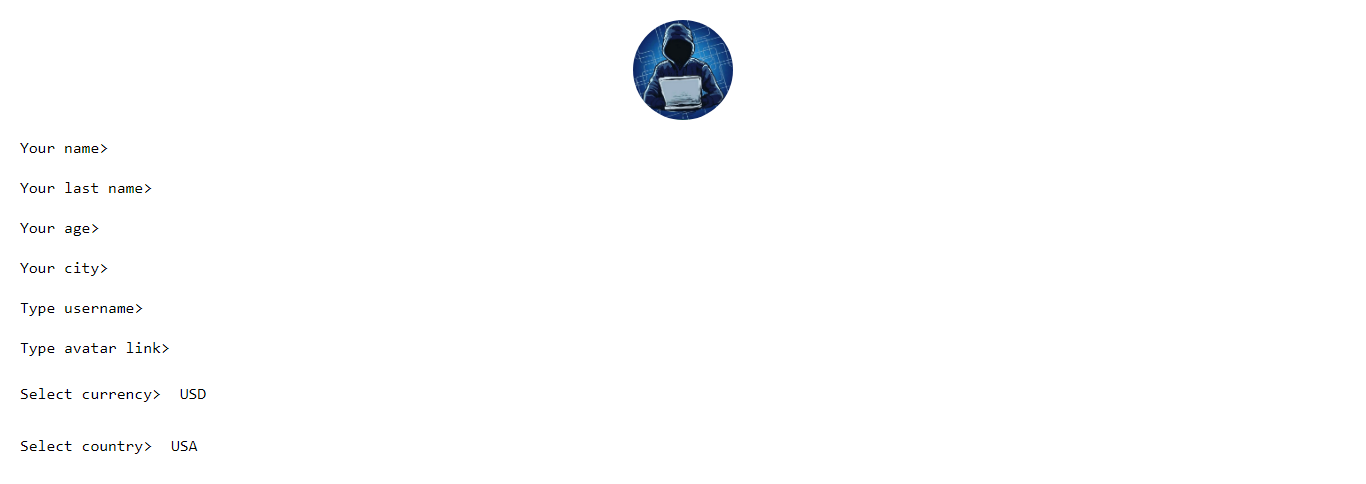 Your name>
Your last name>
Your age>
Your city>
Type username>
Type avatar link>
Select currency> USD
Select country> USA